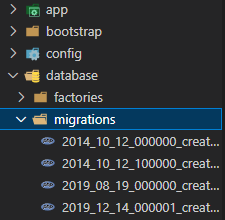 app
bootstrap
config
database
factories
migrations
2014_10_12_000000_creat...
2014_10_12_100000_creat...
2019_08_19_000000_creat...
2019_12_14_000001_creat...